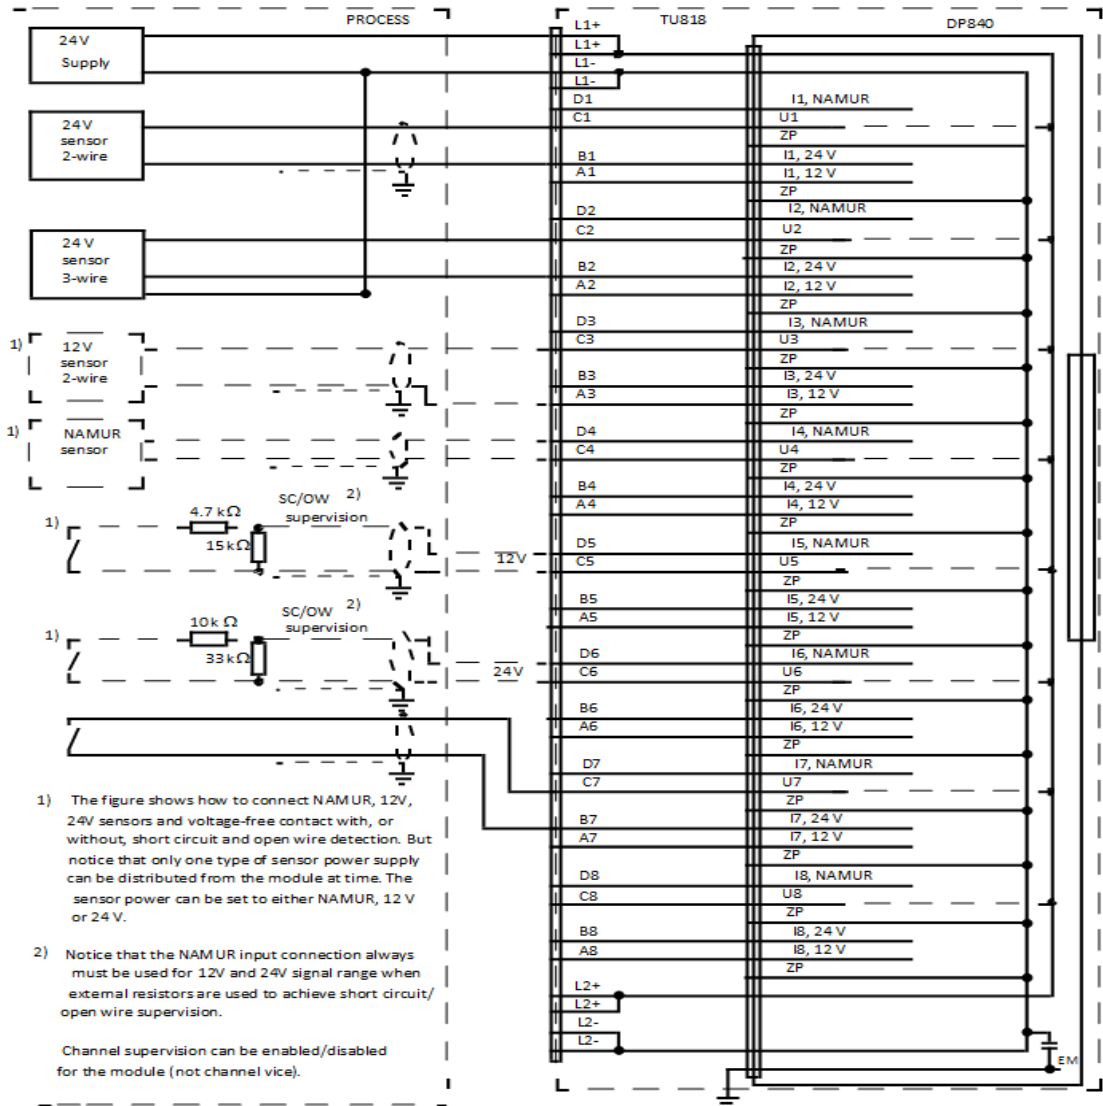 PROCESS
TU818
DP840
24V
Supply
24V
sensor
2-wire
24V
sensor
3-wire
1)
12V
sensor
2-wire
1)
NAMUR
sensor
1)
4.7 kΩ
15kΩ
SC/OW 2)
supervision
12V
1)
10k Ω
33kΩ
SC/OW 2)
supervision
24V
L1+
L1+
L1-
L1-
D1 I1, NAMUR
C1 U1
ZP
B1 I1, 24 V
A1 I1, 12 V
ZP
D2 I2, NAMUR
C2 U2
ZP
B2 I2, 24 V
A2 I2, 12 V
ZP
D3 I3, NAMUR
C3 U3
ZP
B3 I3, 24 V
A3 I3, 12 V
ZP
D4 I4, NAMUR
C4 U4
ZP
B4 I4, 24 V
A4 I4, 12 V
ZP
D5 I5, NAMUR
C5 U5
ZP
B5 I5, 24 V
A5 I5, 12 V
ZP
D6 I6, NAMUR
C6 U6
ZP
B6 I6, 24 V
A6 I6, 12 V
ZP
D7 I7, NAMUR
C7 U7
ZP
B7 I7, 24 V
A7 I7, 12 V
ZP
D8 I8, NAMUR
C8 U8
ZP
B8 I8, 24 V
A8 I8, 12 V
ZP
L2+
L2+
L2-
L2-
EM
1) The figure shows how to connect NAMUR, 12V,
24V sensors and voltage-free contact with, or
without, short circuit and open wire detection. But
notice that only one type of sensor power supply
can be distributed from the module at time. The
sensor power can be set to either NAMUR, 12 V
or 24 V.
2) Notice that the NAMUR input connection always
must be used for 12V and 24V signal range when
external resistors are used to achieve short circuit/
open wire supervision.
Channel supervision can be enabled/disabled
for the module (not channel vice).